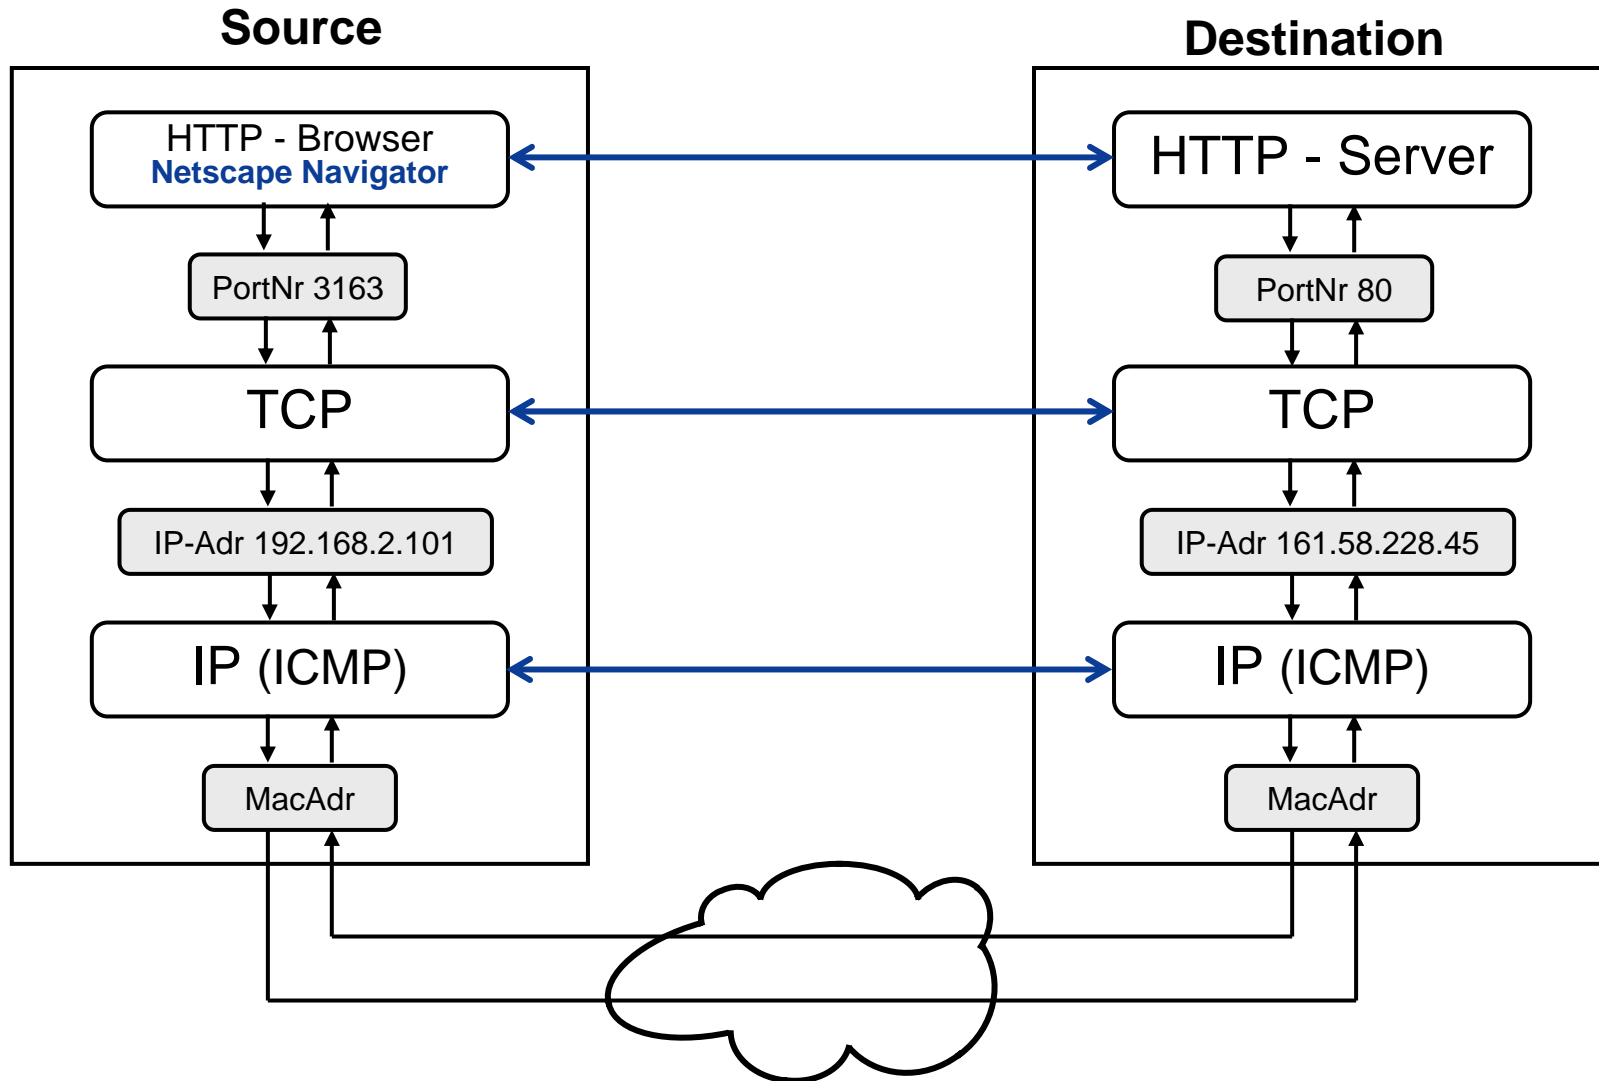 Source
Destination
HTTP - Browser
Netscape Navigator
HTTP - Server
PortNr 3163
PortNr 80
TCP
TCP
IP-Adr 192.168.2.101
IP-Adr 161.58.228.45
IP (ICMP)
IP (ICMP)
MacAdr
MacAdr